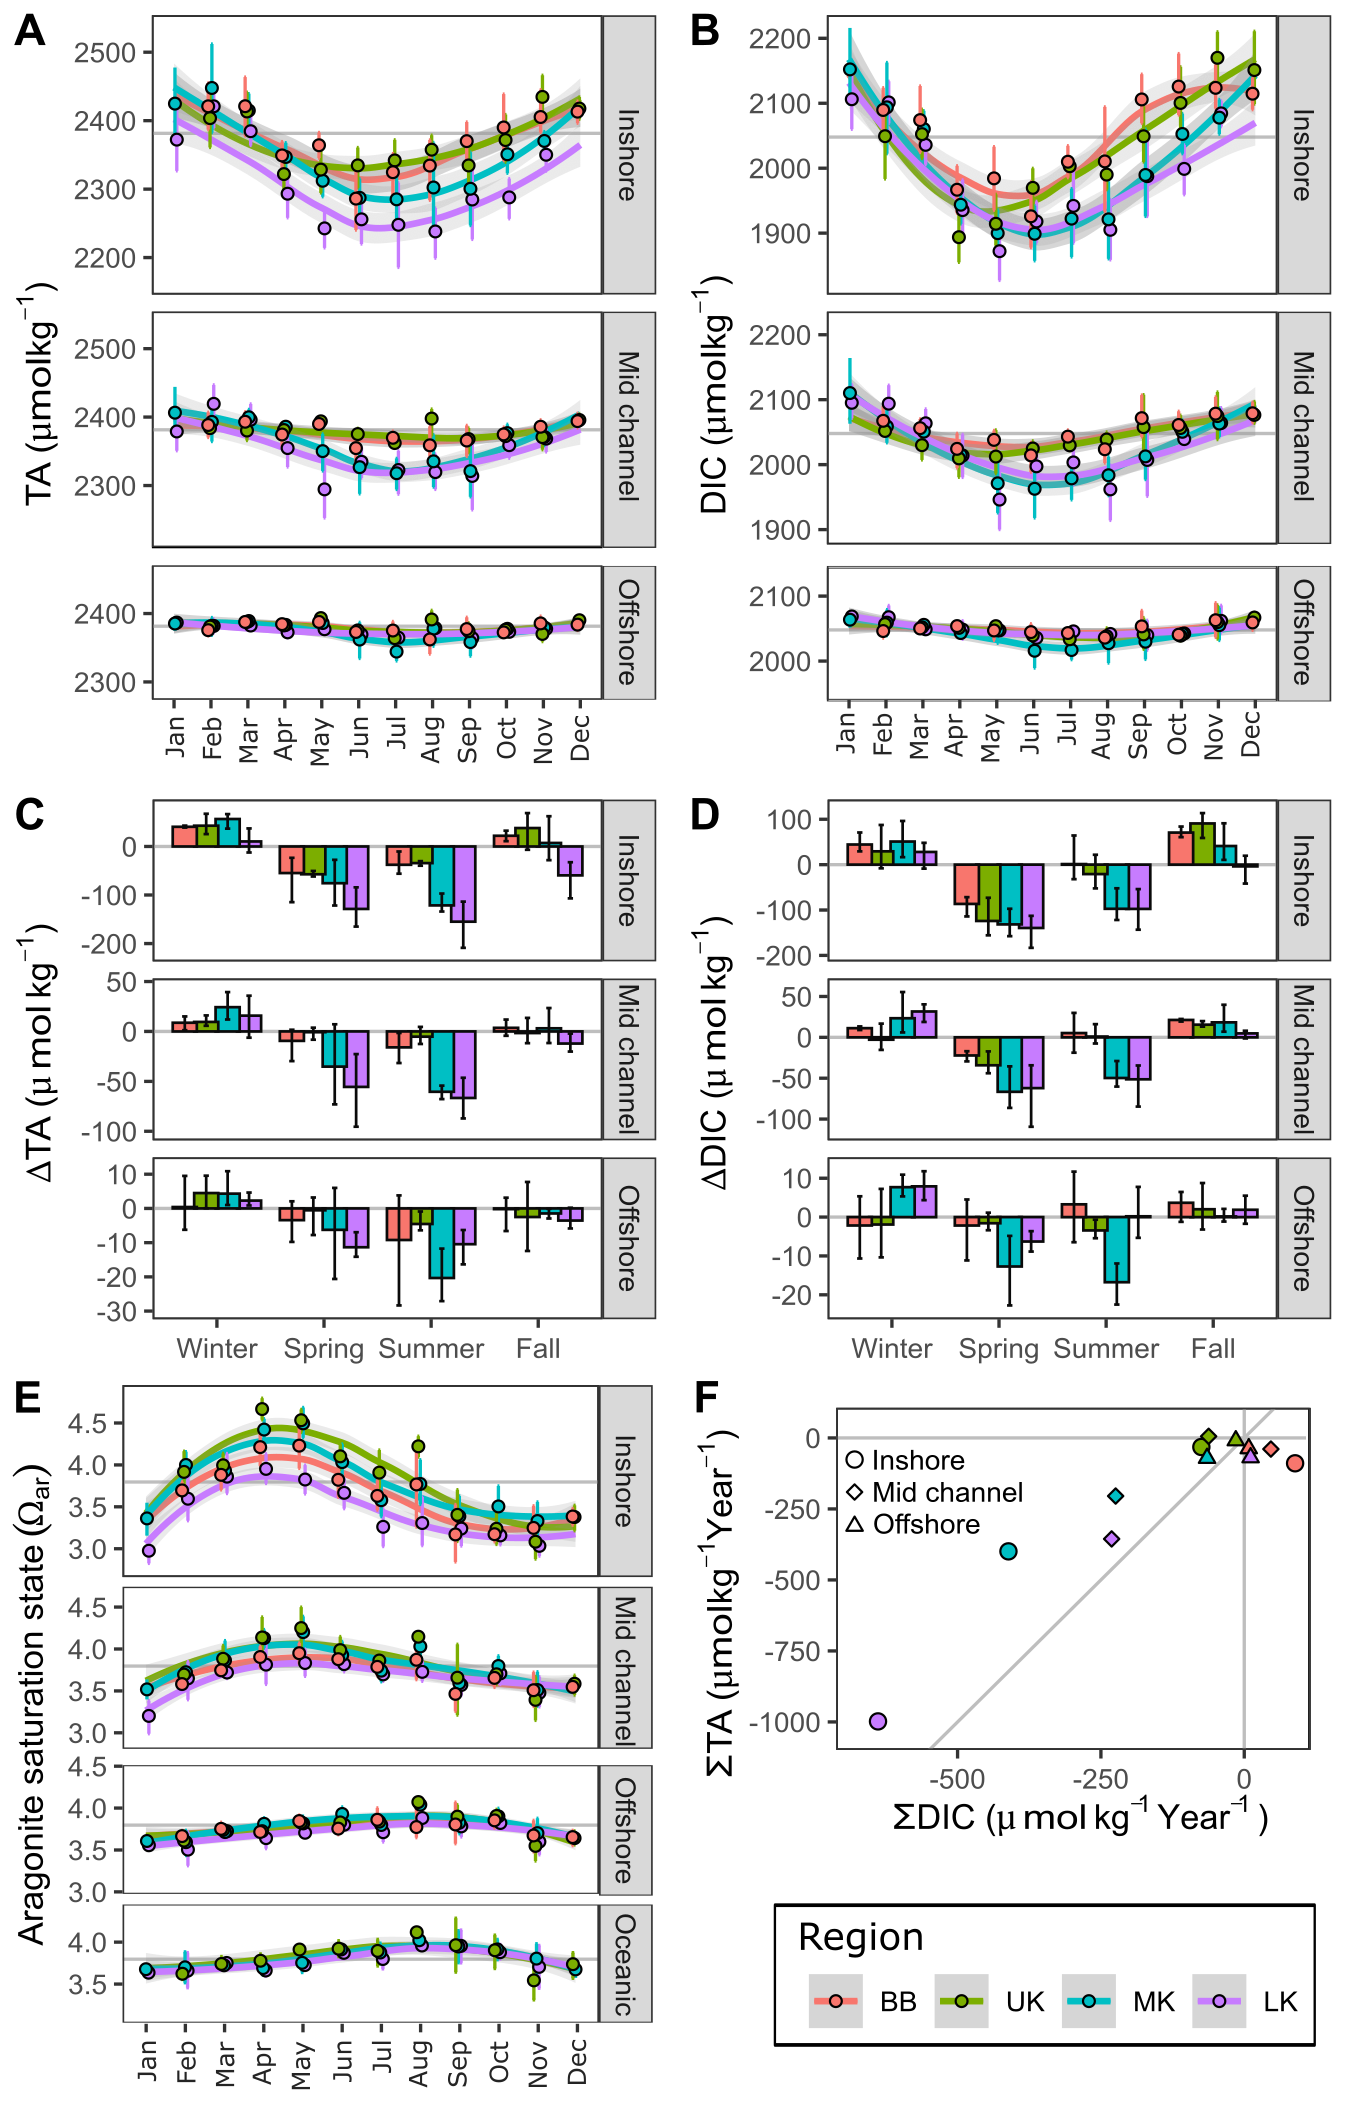 A
TA (µmolkg⁻¹)
2500
2400
2300
2200
Inshore
2500
2400
2300
Mid channel
2400
2300
Offshore
Jan Feb Mar Apr May Jun Jul Aug Sep Oct Nov Dec
B
DIC (µmolkg⁻¹)
2200
2100
2000
1900
Inshore
2200
2100
2000
1900
Mid channel
2100
2000
Offshore
Jan Feb Mar Apr May Jun Jul Aug Sep Oct Nov Dec
C
ΔTA (µ mol kg⁻¹)
0
-100
-200
Inshore
50
0
-50
-100
Mid channel
10
0
-10
-20
-30
Offshore
Winter Spring Summer Fall
D
ΔDIC (µ mol kg⁻¹)
100
0
-100
-200
Inshore
50
0
-50
-100
Mid channel
10
0
-10
-20
Offshore
Winter Spring Summer Fall
E
Aragonite saturation state (Ωar)
4.5
4.0
3.5
3.0
Inshore
4.5
4.0
3.5
3.0
Mid channel
4.5
4.0
3.5
3.0
Offshore
4.0
3.5
Oceanic
Jan Feb Mar Apr May Jun Jul Aug Sep Oct Nov Dec
F
ΣTA (µmolkg⁻¹Year⁻¹)
0
-250
-500
-750
-1000
Inshore
Mid channel
Offshore
-500 -250 0
ΣDIC (µ mol kg⁻¹ Year⁻¹)
Region
BB UK MK LK